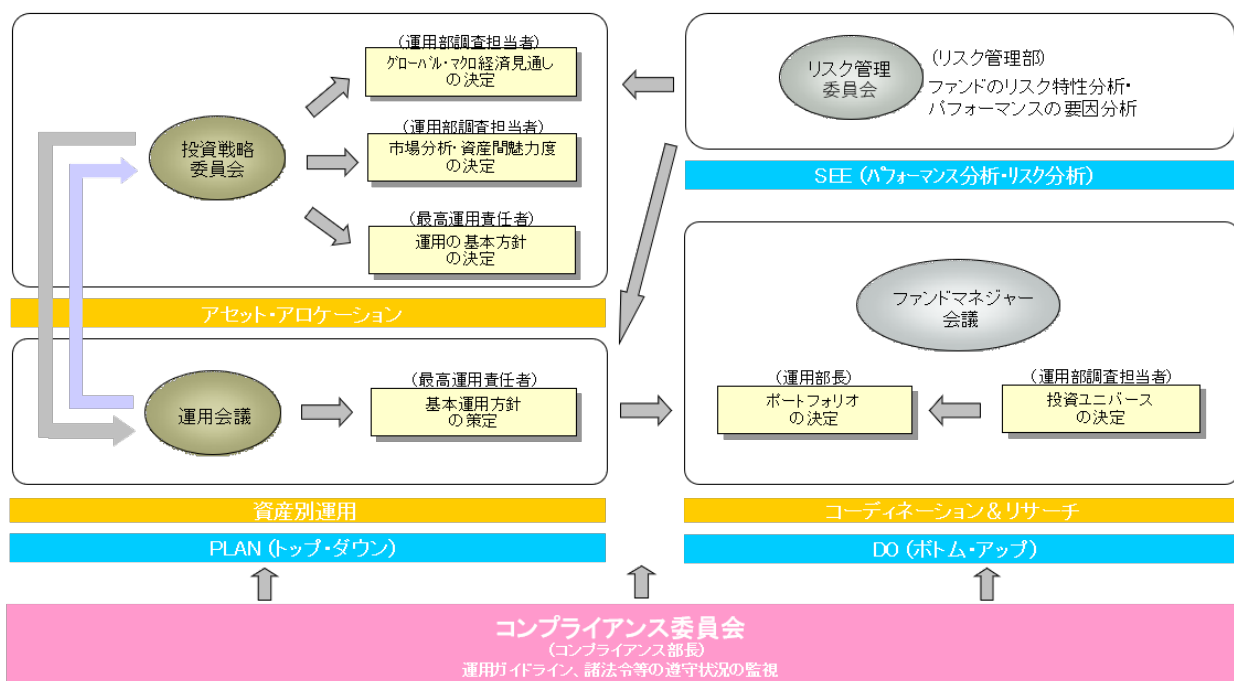 (運用部調査担当者)
グローバル・マクロ経済見通し
の決定
投資戦略
委員会
(運用部調査担当者)
市場分析・資産間魅力度
の決定
(最高運用責任者)
運用の基本方針
の決定
アセット・アロケーション
運用会議
(最高運用責任者)
基本運用方針
の策定
資産別運用
PLAN (トップ・ダウン)
リスク管理
委員会
(リスク管理部)
ファンドのリスク特性分析・
パフォーマンスの要因分析
SEE (パフォーマンス分析・リスク分析)
ファンドマネジャー
会議
(運用部長)
ポートフォリオ
の決定
(運用部調査担当者)
投資ユニバース
の決定
コーディネーション&リサーチ
DO (ボトム・アップ)
コンプライアンス委員会
(コンプライアンス部長)
運用ガイドライン、諸法令等の遵守状況の監視